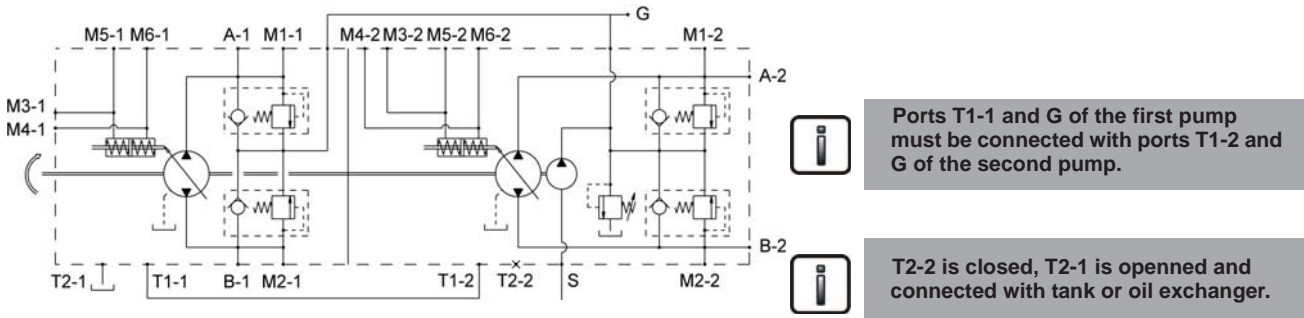 G
M5-1 M6-1 A-1 M1-1 M4-2 M3-2 M5-2 M6-2 M1-2
A-2
M3-1
M4-1
B-2
T2-1 T1-1 B-1 M2-1 T1-2 T2-2 S M2-2
i
Ports T1-1 and G of the first pump
must be connected with ports T1-2 and
G of the second pump.
i
T2-2 is closed, T2-1 is openned and
connected with tank or oil exchanger.